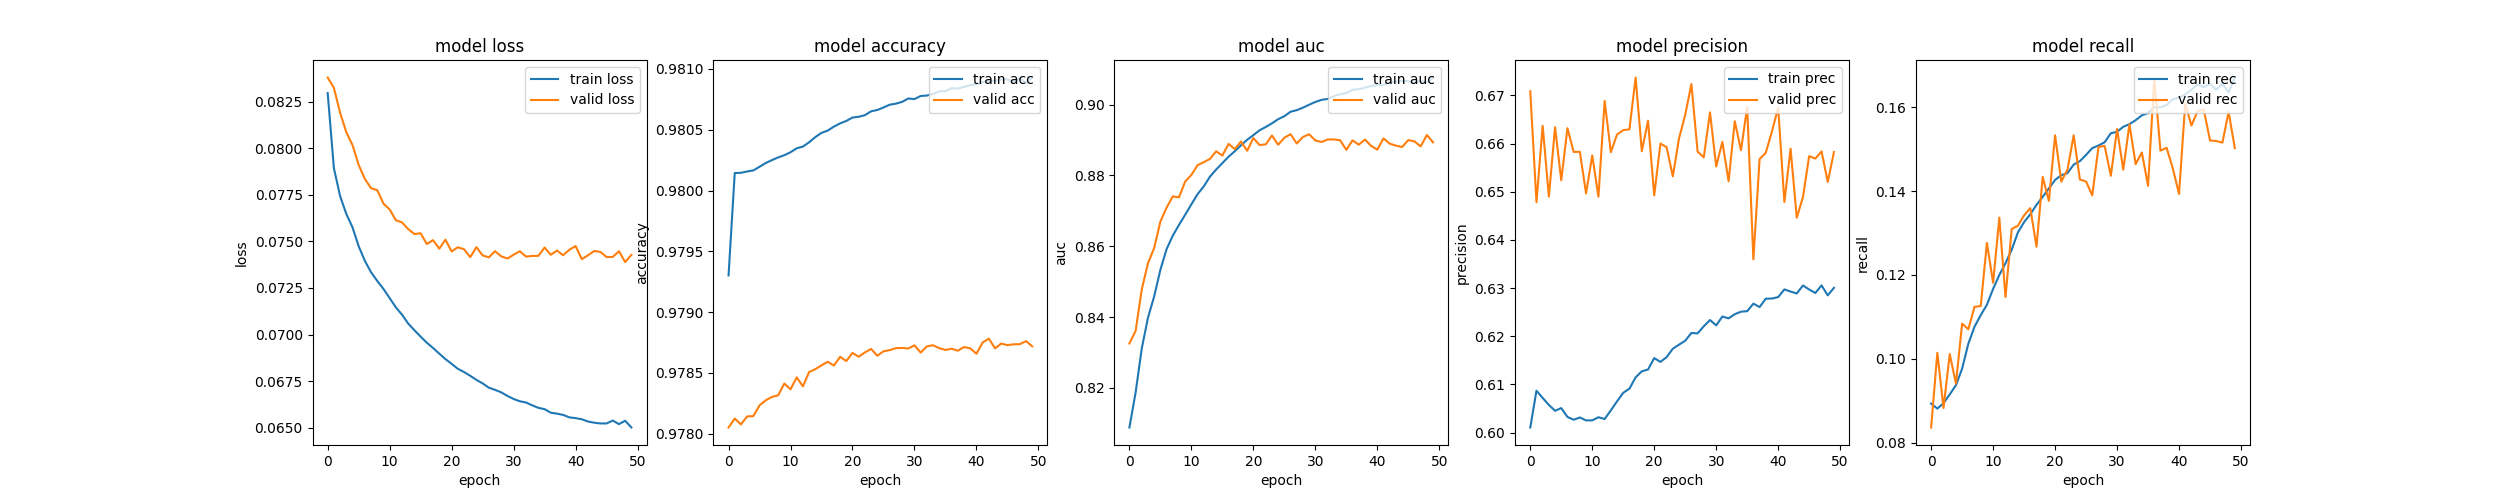 model loss
train loss
valid loss
0.0825
0.0800
0.0775
0.0750
0.0725
0.0700
0.0675
0.0650
loss
0 10 20 30 40 50
epoch
model accuracy
train acc
valid acc
0.9810
0.9805
0.9800
0.9795
0.9790
0.9785
0.9780
accuracy
0 10 20 30 40 50
epoch
model auc
train auc
valid auc
0.90
0.88
0.86
0.84
0.82
auc
0 10 20 30 40 50
epoch
model precision
train prec
valid prec
0.67
0.66
0.65
0.64
0.63
0.62
0.61
0.60
precision
0 10 20 30 40 50
epoch
model recall
train rec
valid rec
0.16
0.14
0.12
0.10
0.08
recall
0 10 20 30 40 50
epoch